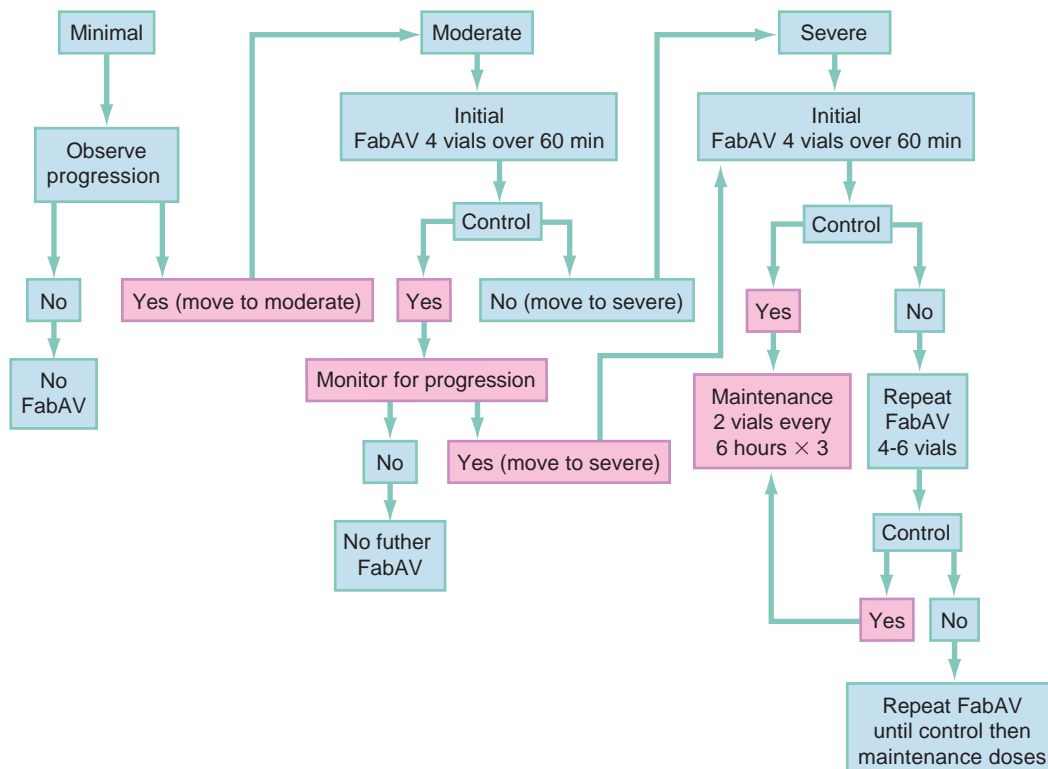 Minimal
Observe
progression
No
No
FabAV
Yes (move to moderate)
Moderate
Initial
FabAV 4 vials over 60 min
Control
Yes
No (move to severe)
Monitor for progression
No
No futher
FabAV
Yes (move to severe)
Severe
Initial
FabAV 4 vials over 60 min
Control
Yes
Maintenance
2 vials every
6 hours × 3
No
Repeat
FabAV
4-6 vials
Control
Yes
No
Repeat FabAV
until control then
maintenance doses